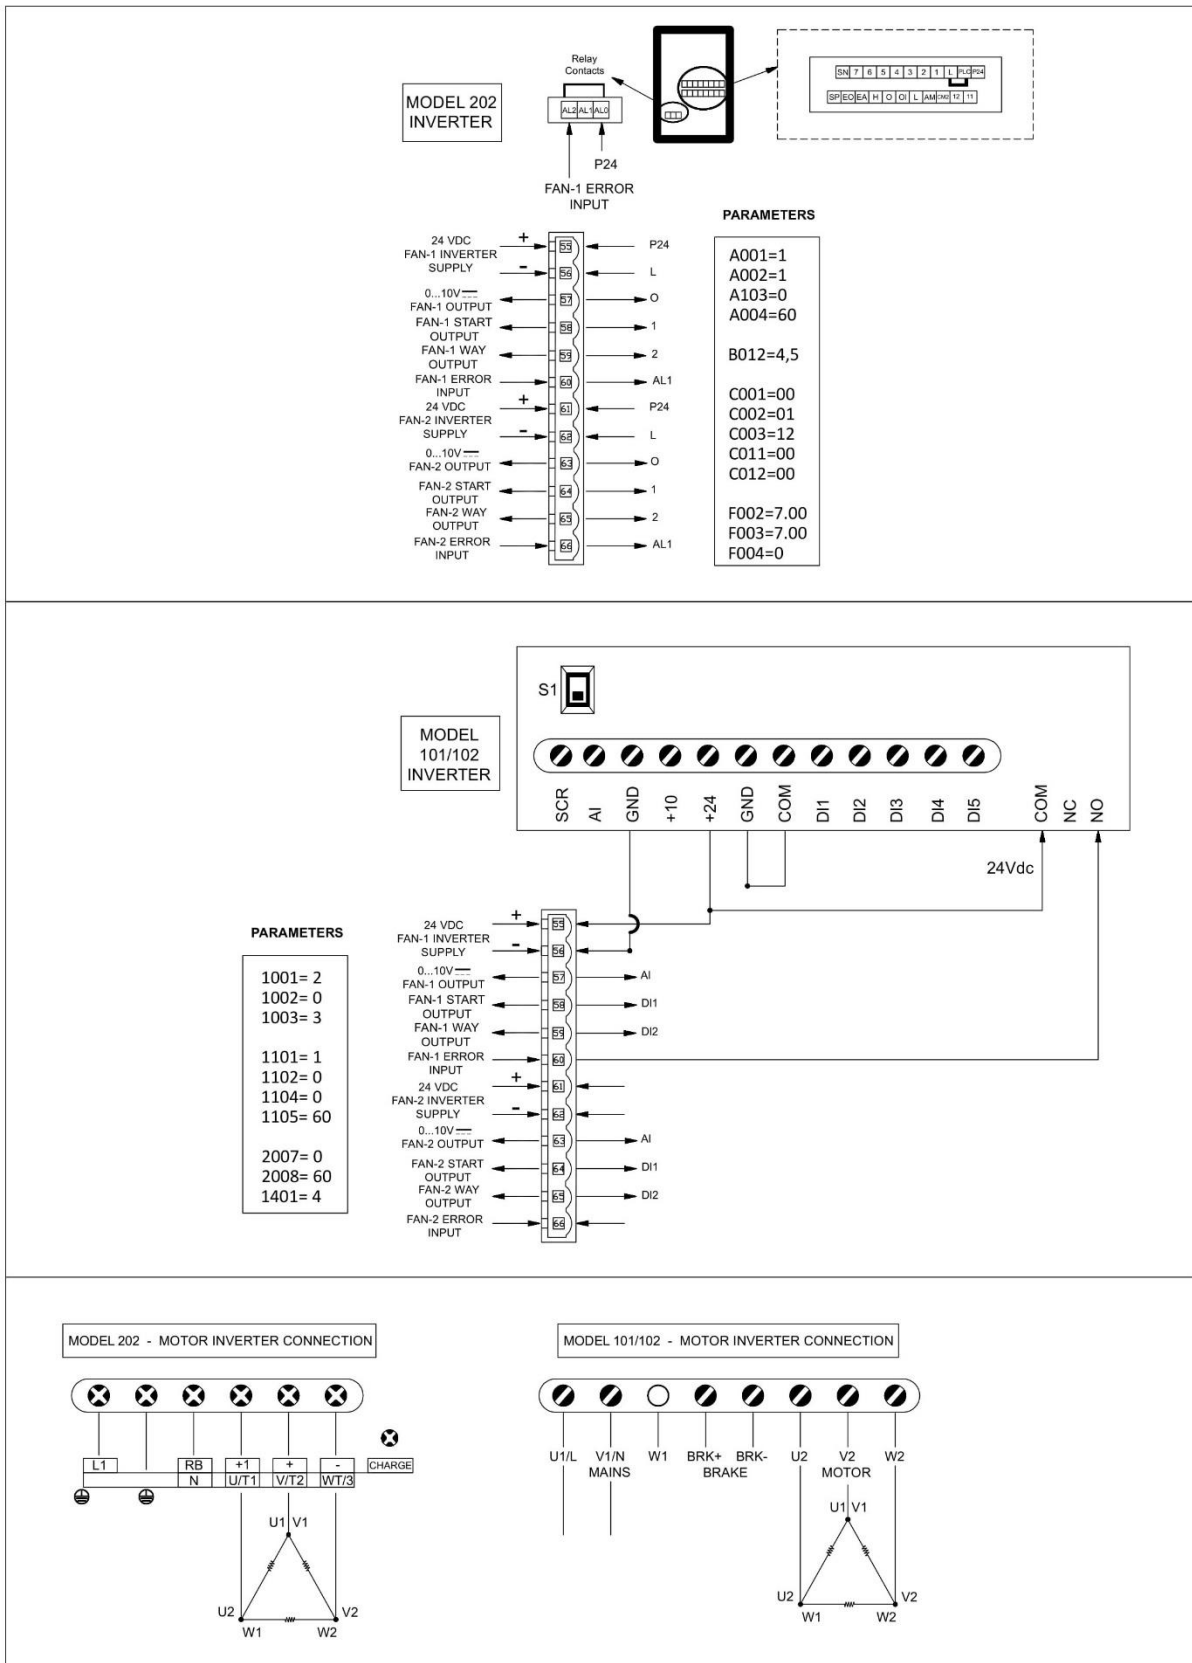 Relay
Contacts
MODEL 202
INVERTER
AL2 AL1 AL0
P24
FAN-1 ERROR
INPUT
SN 7 6 5 4 3 2 1 L PLC P24
SP EO EA H O OI L AM CM2 12 11
PARAMETERS
A001=1
A002=1
A103=0
A004=60
B012=4,5
C001=00
C002=01
C003=12
C011=00
C012=00
F002=7.00
F003=7.00
F004=0
24 VDC
FAN-1 INVERTER
SUPPLY
+ 55 P24
- 56 L
0...10V
FAN-1 OUTPUT
57 O
FAN-1 START
OUTPUT
58 1
FAN-1 WAY
OUTPUT
59 2
FAN-1 ERROR
INPUT
60 AL1
24 VDC
FAN-2 INVERTER
SUPPLY
+ 61 P24
- 62 L
0...10V
FAN-2 OUTPUT
63 O
FAN-2 START
OUTPUT
64 1
FAN-2 WAY
OUTPUT
65 2
FAN-2 ERROR
INPUT
66 AL1
S1
MODEL
101/102
INVERTER
SCR AI GND +10 +24 GND COM DI1 DI2 DI3 DI4 DI5 COM NC NO
24Vdc
PARAMETERS
1001= 2
1002= 0
1003= 3
1101= 1
1102= 0
1104= 0
1105= 60
2007= 0
2008= 60
1401= 4
24 VDC
FAN-1 INVERTER
SUPPLY
+ 55
- 56
0...10V
FAN-1 OUTPUT
57 AI
FAN-1 START
OUTPUT
58 DI1
FAN-1 WAY
OUTPUT
59 DI2
FAN-1 ERROR
INPUT
60
24 VDC
FAN-2 INVERTER
SUPPLY
+ 61
- 62
0...10V
FAN-2 OUTPUT
63 AI
FAN-2 START
OUTPUT
64 DI1
FAN-2 WAY
OUTPUT
65 DI2
FAN-2 ERROR
INPUT
66
MODEL 202 - MOTOR INVERTER CONNECTION
L1 RB +1 + - CHARGE
N U/T1 V/T2 WT/3
U1 V1
U2 V2
W1 W2
MODEL 101/102 - MOTOR INVERTER CONNECTION
U1/L V1/N W1 BRK+ BRK- U2 V2 W2
MAINS BRAKE MOTOR
U1 V1
U2 V2
W1 W2